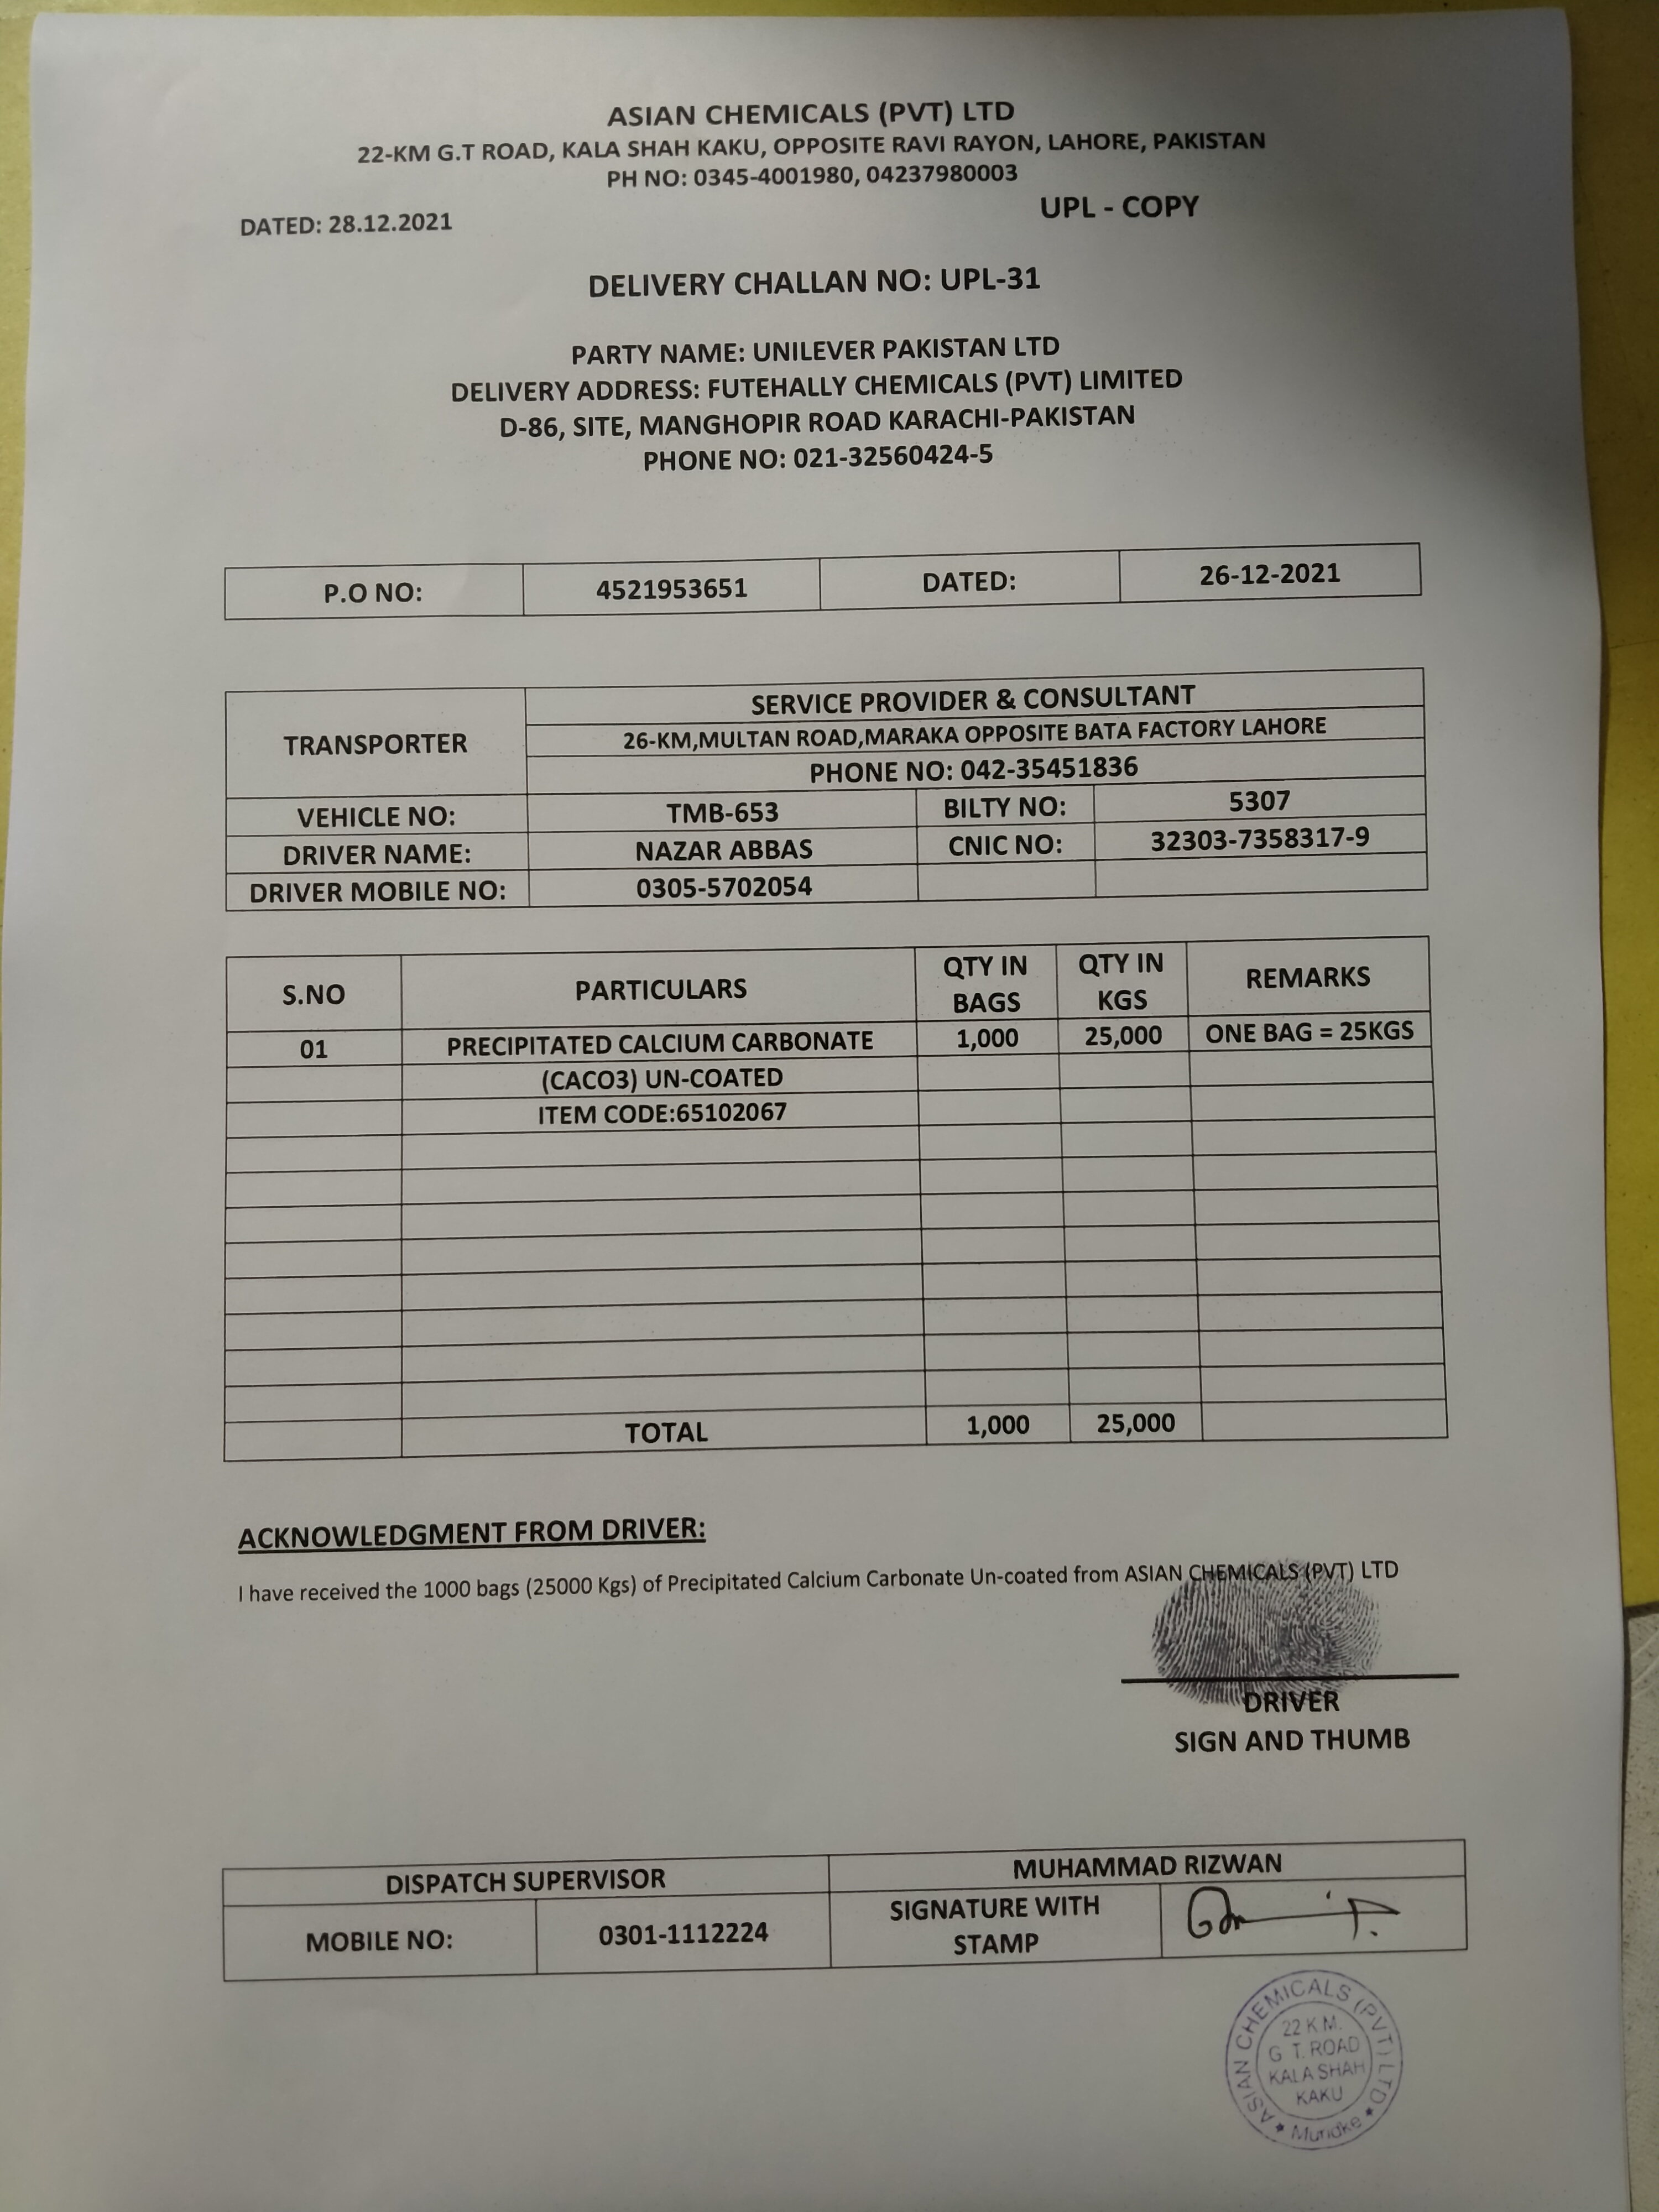 ASIAN CHEMICALS (PVT) LTD
22-KM G.T ROAD, KALA SHAH KAKU, OPPOSITE RAVI RAYON, LAHORE, PAKISTAN
PH NO: 0345-4001980, 04237980003
DATED: 28.12.2021
UPL - COPY
DELIVERY CHALLAN NO: UPL-31
PARTY NAME: UNILEVER PAKISTAN LTD
DELIVERY ADDRESS: FUTEHALLY CHEMICALS (PVT) LIMITED
D-86, SITE, MANGHOPIR ROAD KARACHI-PAKISTAN
PHONE NO: 021-32560424-5
P.O NO: 4521953651 DATED: 26-12-2021
TRANSPORTER
SERVICE PROVIDER & CONSULTANT
26-KM,MULTAN ROAD,MARAKA OPPOSITE BATA FACTORY LAHORE
PHONE NO: 042-35451836
VEHICLE NO: TMB-653 BILTY NO: 5307
DRIVER NAME: NAZAR ABBAS CNIC NO: 32303-7358317-9
DRIVER MOBILE NO: 0305-5702054
S.NO PARTICULARS QTY IN BAGS QTY IN KGS REMARKS
01 PRECIPITATED CALCIUM CARBONATE 1,000 25,000 ONE BAG = 25KGS
(CACO3) UN-COATED
ITEM CODE:65102067
TOTAL 1,000 25,000
ACKNOWLEDGMENT FROM DRIVER:
I have received the 1000 bags (25000 Kgs) of Precipitated Calcium Carbonate Un-coated from ASIAN CHEMICALS (PVT) LTD
DRIVER
SIGN AND THUMB
DISPATCH SUPERVISOR MUHAMMAD RIZWAN
MOBILE NO: 0301-1112224 SIGNATURE WITH STAMP
ASIAN CHEMICALS (PVT) LTD
22 K.M.
G T. ROAD
KALA SHAH
KAKU
Muridke